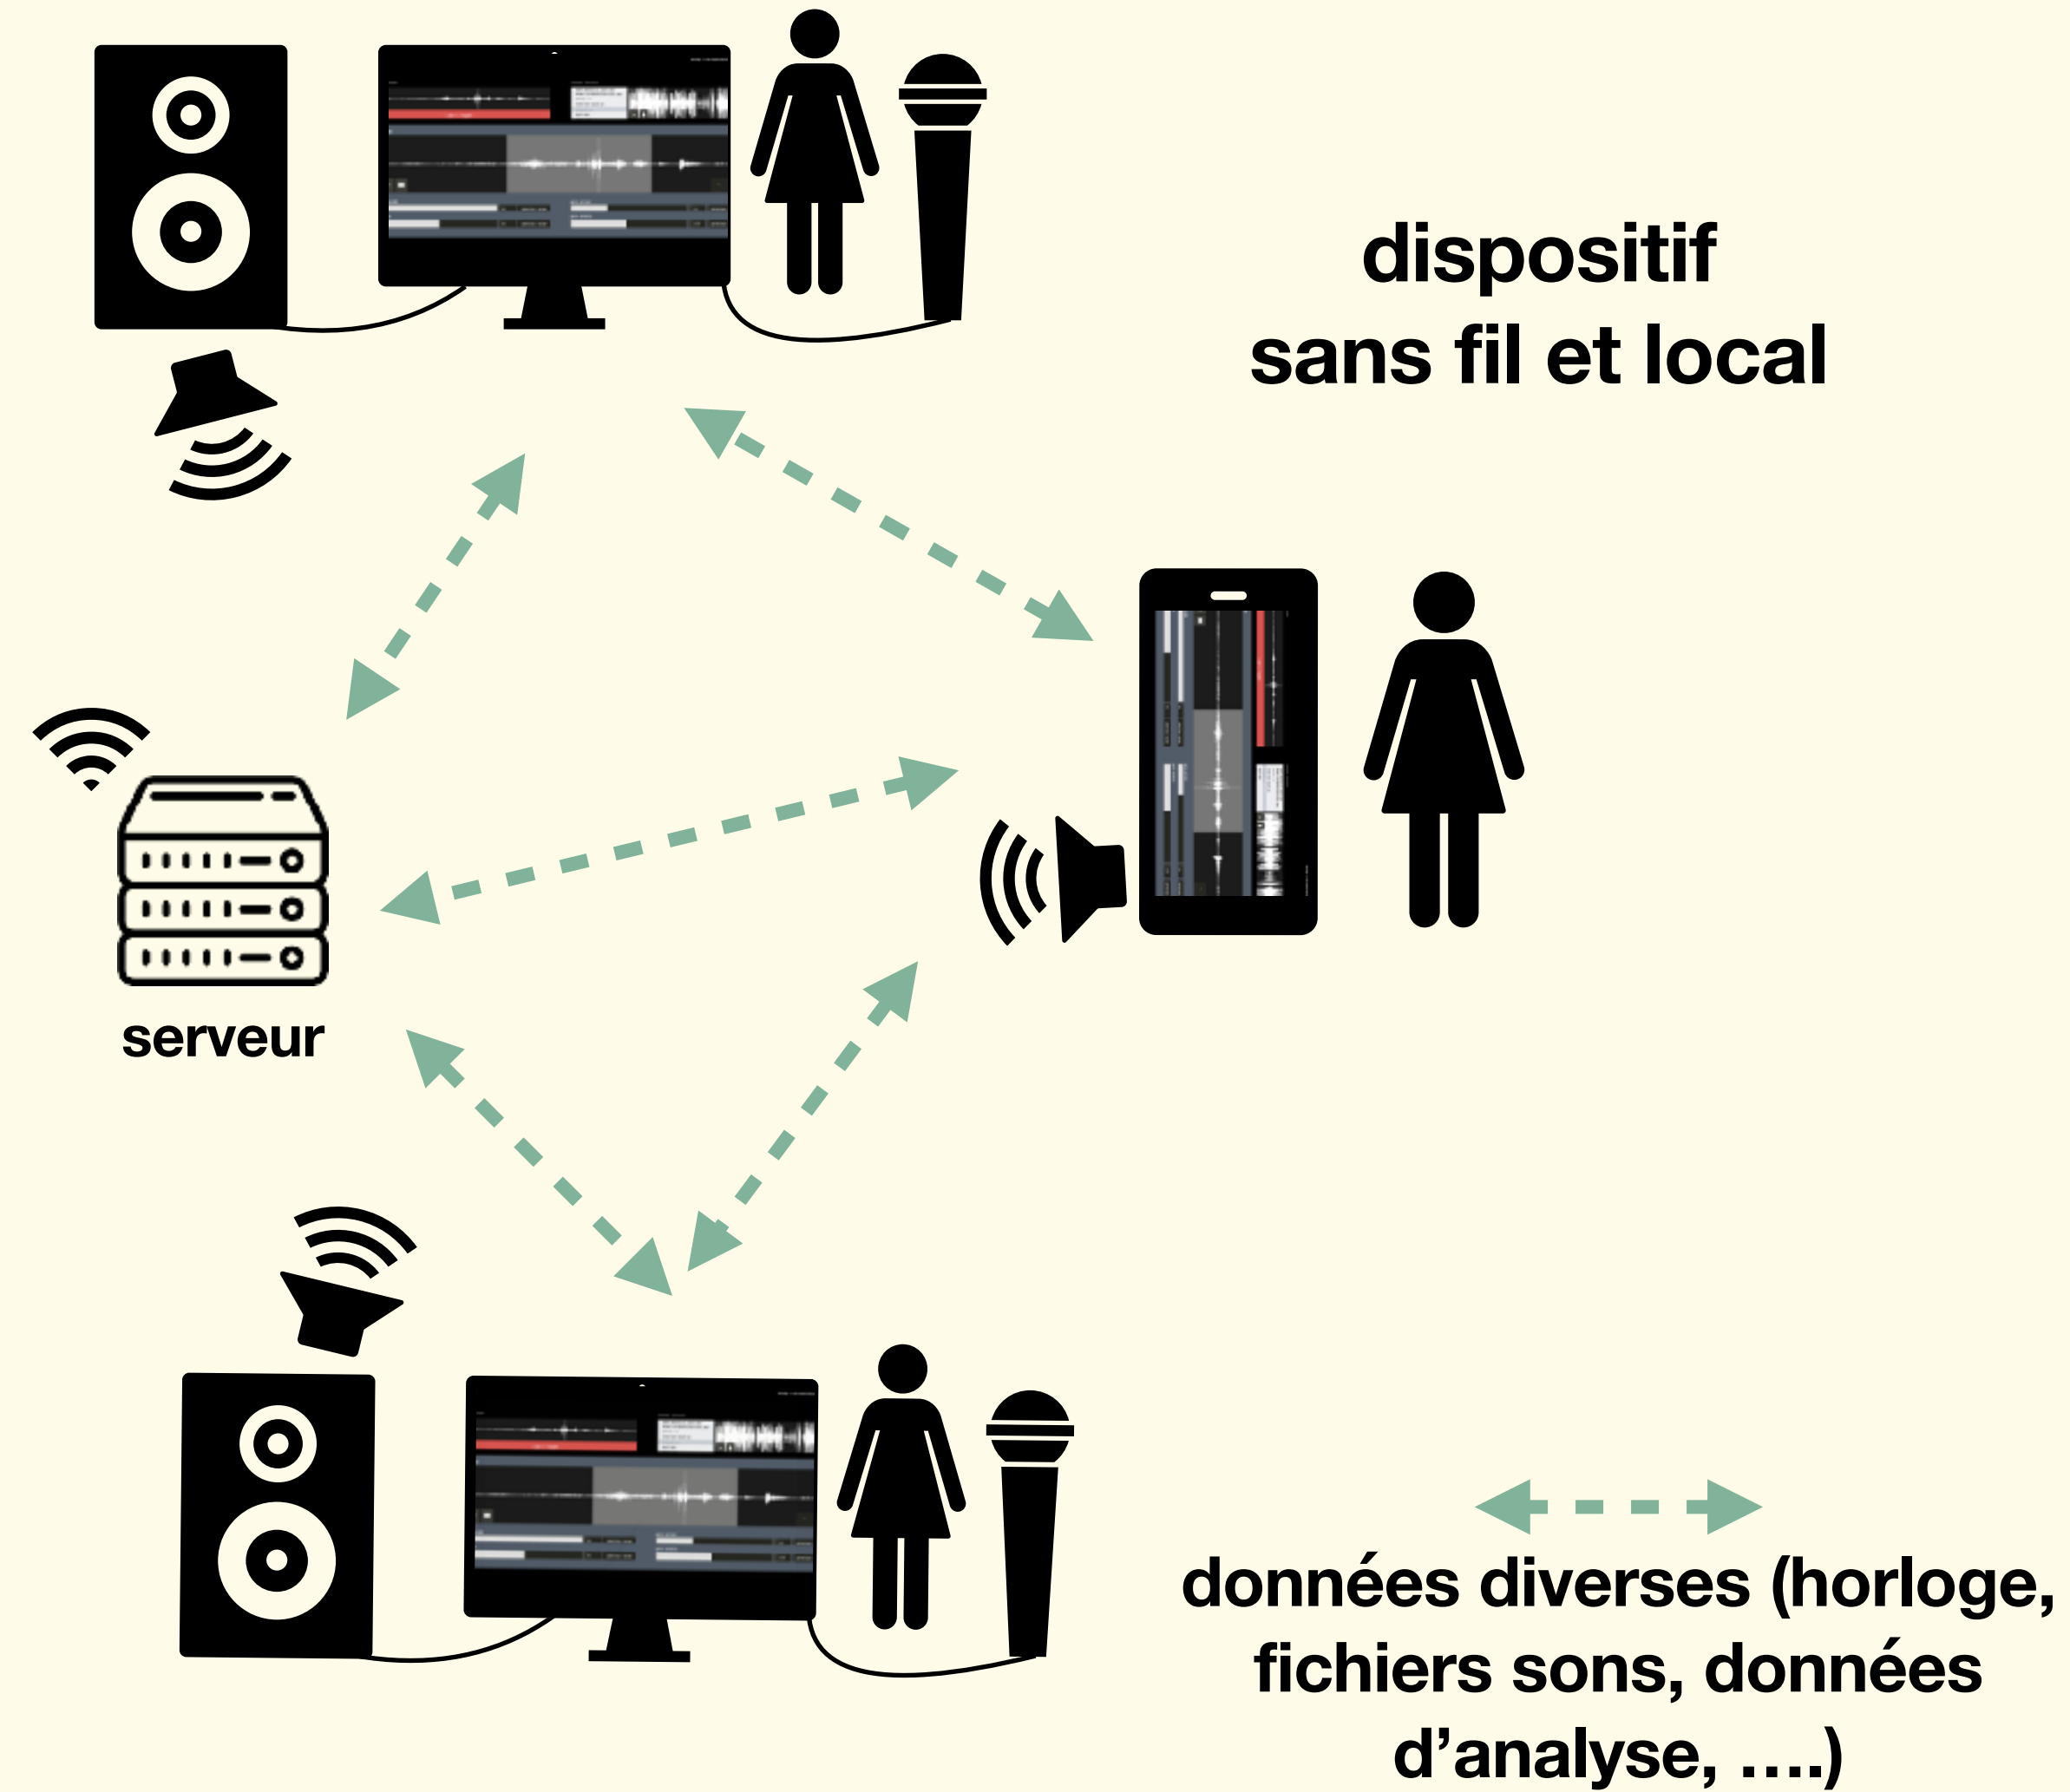 dispositif
sans fil et local
serveur
données diverses (horloge,
fichiers sons, données
d’analyse, ....)